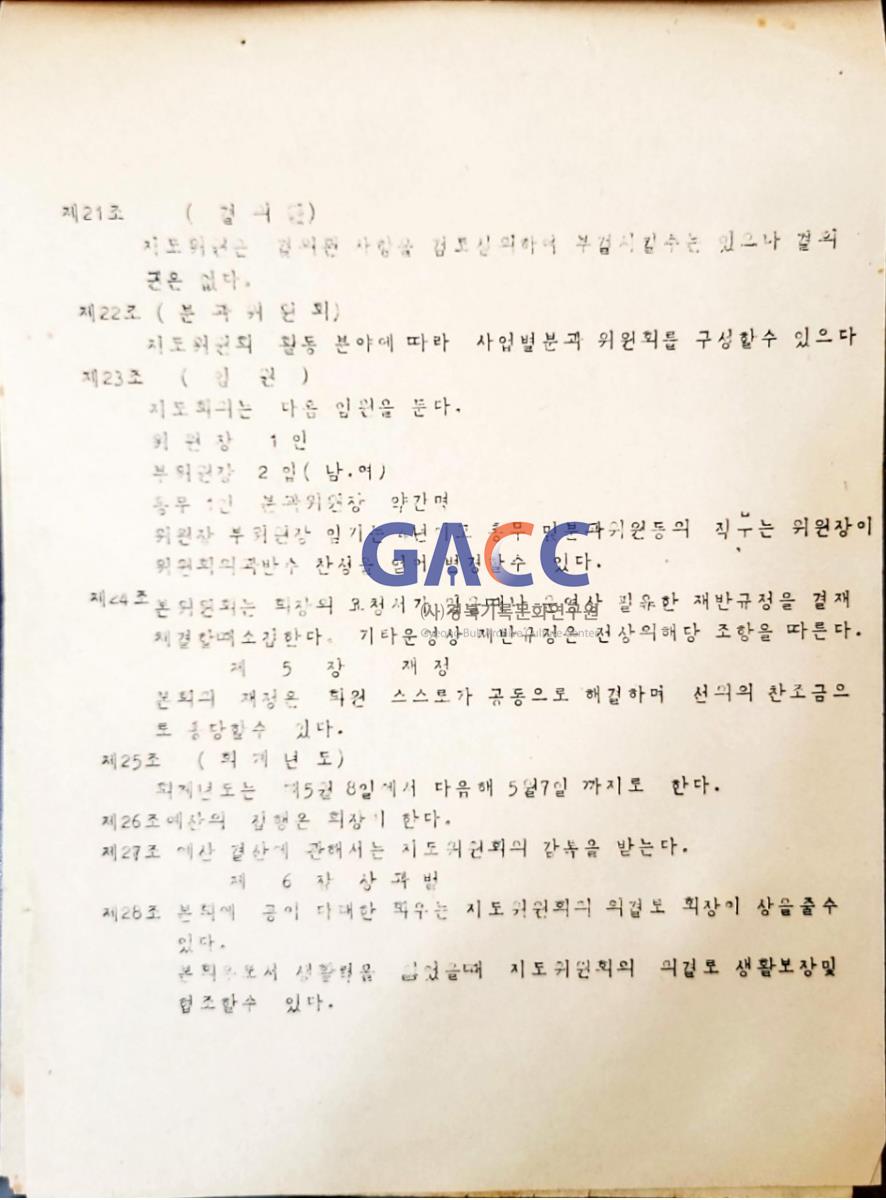 제21조 ( 결 의 권)
지도위원은 결의된 사항을 검토심의하여 부결시킬수는 있으나 결의
권은 없다.
제22조 ( 분 과 위 원 회)
지도위원회 활동 분야에 따라 사업별분과 위원회를 구성할수 있으다
제23조 ( 임 원 )
지도회의는 다음 임원을 둔다.
위 원 장 1 인
부위원장 2 입( 남.여)
총무 1인 분과위원장 약간명
위원장 부위원장 임기는 총무 및분과위원등의 직무는 위원장이
위원회의과반수 찬성을 얻어 변경할수 있다.
GACC
(사)경북기록문화연구원
제24조 본위원회는 회장의 요청서가 필유한 재반규정을 결재
체결할때소집한다. 기타운영상 재반규정은 전상의해당 조항을 따른다.
제 5 장 재 정
본회의 재정은 회원 스스로가 공동으로 해결하며 선의의 찬조금으
로 충당할수 있다.
제25조 ( 회 계 년 도)
회계년도는 매5월 8일에서 다음해 5월7일 까지로 한다.
제26조 예산의 집행은 회장이 한다.
제27조 예산 결산에 관해서는 지도위원회의 감독을 받는다.
제 6 장 상 과 벌
제28조 본회에 공이 다대한 회우는 지도위원회의 의결로 회장이 상을줄수
있다.
본회우로서 생활력을 잃었을때 지도위원회의 의결로 생활보장및
협조할수 있다.